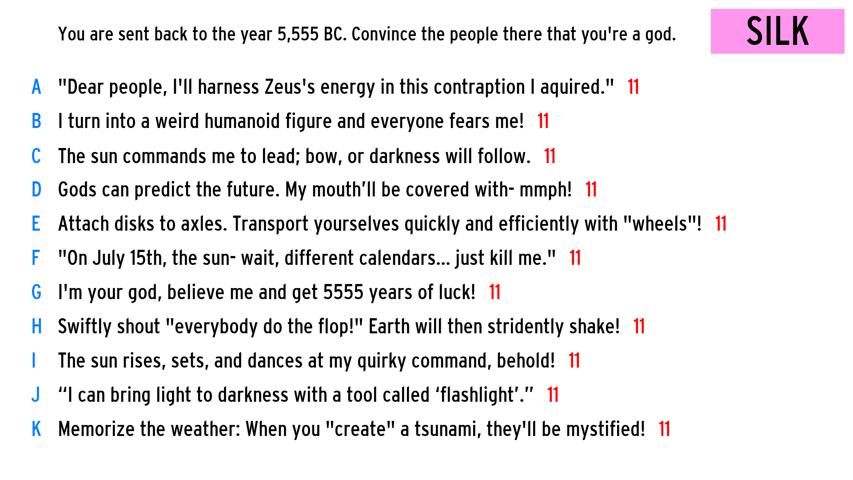 You are sent back to the year 5,555 BC. Convince the people there that you're a god.
SILK
A "Dear people, I'll harness Zeus's energy in this contraption I aquired." 11
B I turn into a weird humanoid figure and everyone fears me! 11
C The sun commands me to lead; bow, or darkness will follow. 11
D Gods can predict the future. My mouth’ll be covered with- mmph! 11
E Attach disks to axles. Transport yourselves quickly and efficiently with "wheels"! 11
F "On July 15th, the sun- wait, different calendars... just kill me." 11
G I'm your god, believe me and get 5555 years of luck! 11
H Swiftly shout "everybody do the flop!" Earth will then stridently shake! 11
I The sun rises, sets, and dances at my quirky command, behold! 11
J “I can bring light to darkness with a tool called ‘flashlight’.” 11
K Memorize the weather: When you "create" a tsunami, they'll be mystified! 11